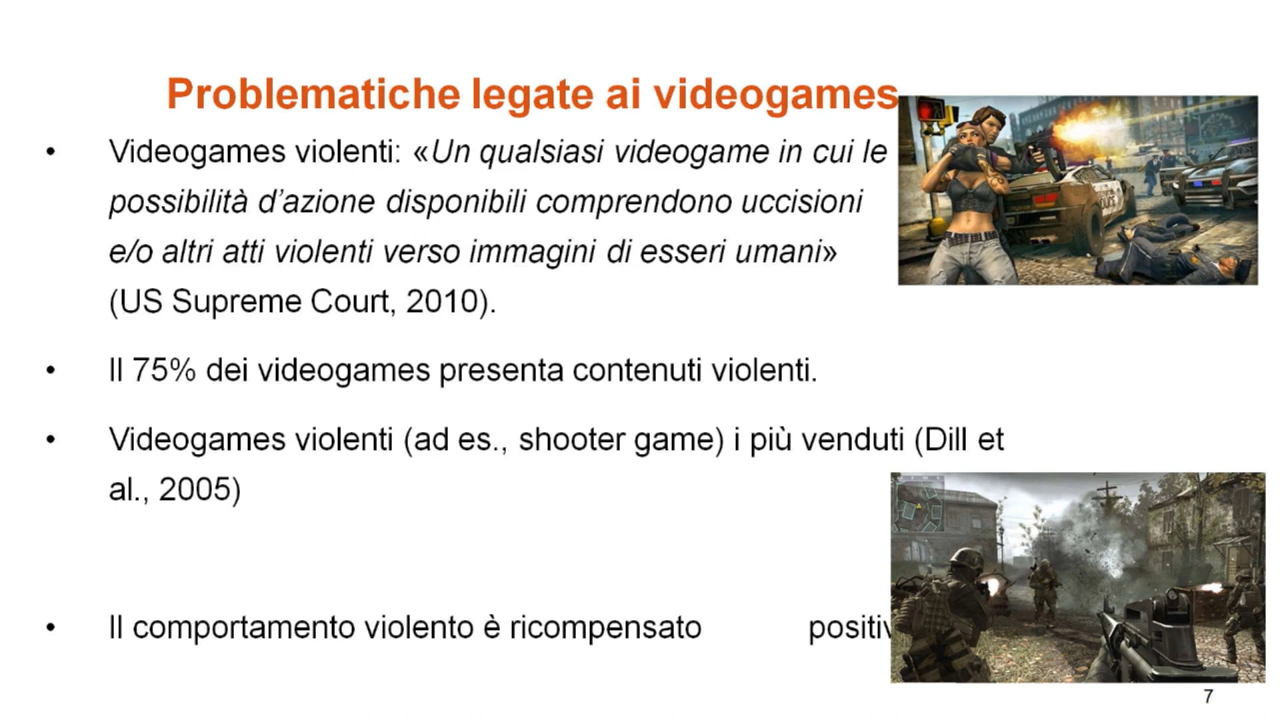 Problematiche legate ai videogames
• Videogames violenti: «Un qualsiasi videogame in cui le
possibilità d'azione disponibili comprendono uccisioni
e/o altri atti violenti verso immagini di esseri umani»
(US Supreme Court, 2010).
• Il 75% dei videogames presenta contenuti violenti.
• Videogames violenti (ad es., shooter game) i più venduti (Dill et
al., 2005)
• Il comportamento violento è ricompensato
7